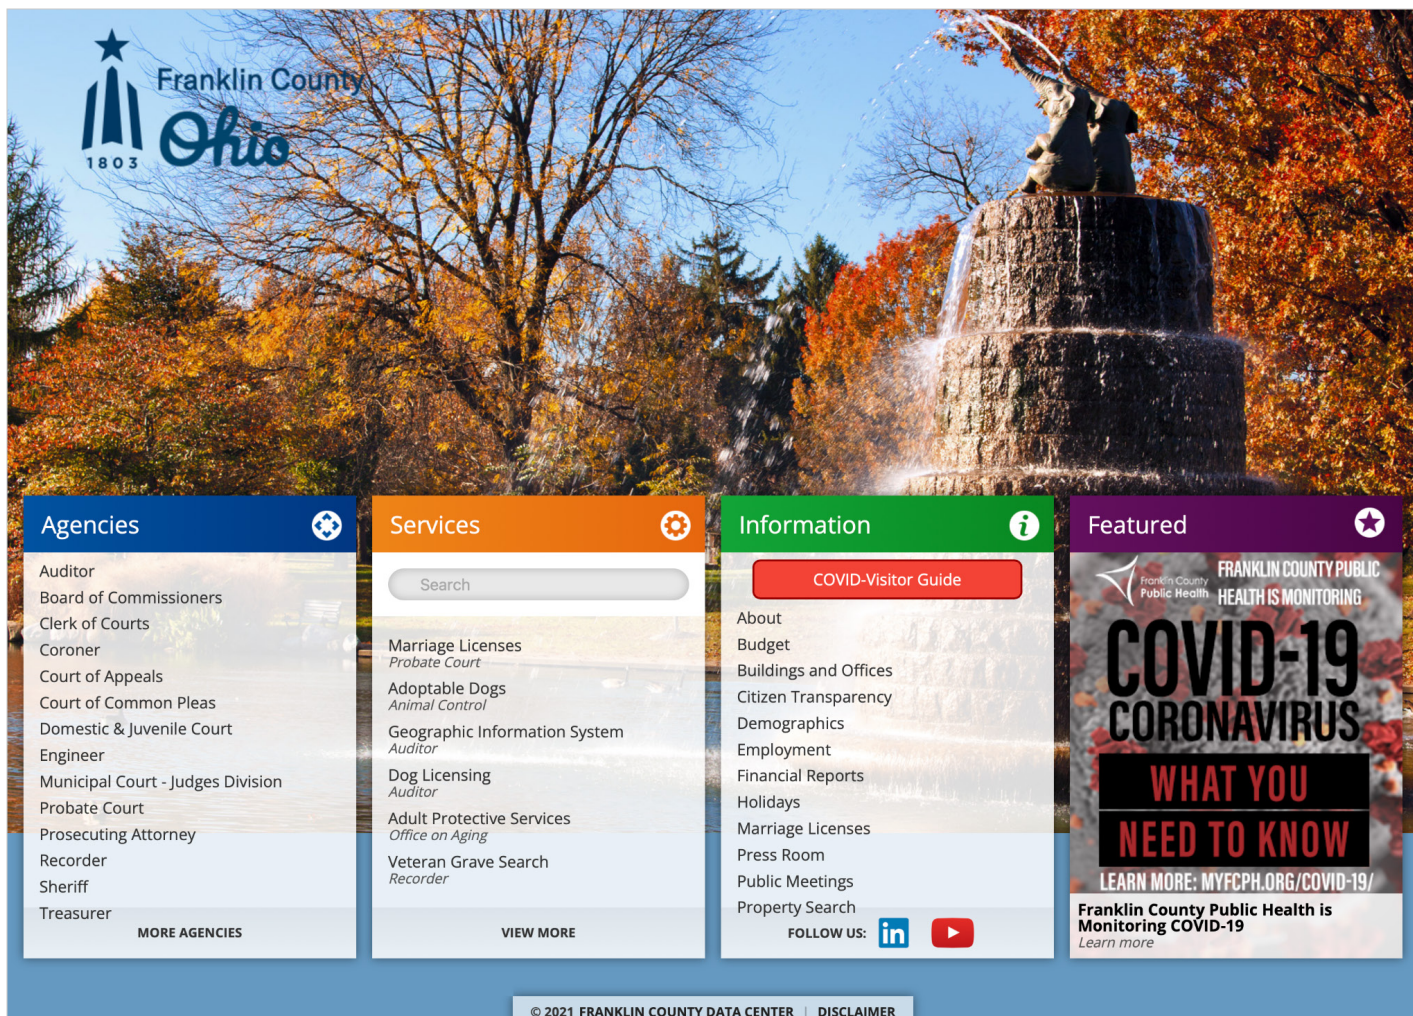 Franklin County
Ohio
1803
Agencies
Auditor
Board of Commissioners
Clerk of Courts
Coroner
Court of Appeals
Court of Common Pleas
Domestic & Juvenile Court
Engineer
Municipal Court - Judges Division
Probate Court
Prosecuting Attorney
Recorder
Sheriff
Treasurer
MORE AGENCIES
Services
Search
Marriage Licenses
Probate Court
Adoptable Dogs
Animal Control
Geographic Information System
Auditor
Dog Licensing
Auditor
Adult Protective Services
Office on Aging
Veteran Grave Search
Recorder
VIEW MORE
Information
i
COVID-Visitor Guide
About
Budget
Buildings and Offices
Citizen Transparency
Demographics
Employment
Financial Reports
Holidays
Marriage Licenses
Press Room
Public Meetings
Property Search
FOLLOW US: in
Featured
Franklin County
Public Health
FRANKLIN COUNTY PUBLIC
HEALTH IS MONITORING
COVID-19
CORONAVIRUS
WHAT YOU
NEED TO KNOW
LEARN MORE: MYFCPH.ORG/COVID-19/
Franklin County Public Health is
Monitoring COVID-19
Learn more
© 2021 FRANKLIN COUNTY DATA CENTER | DISCLAIMER